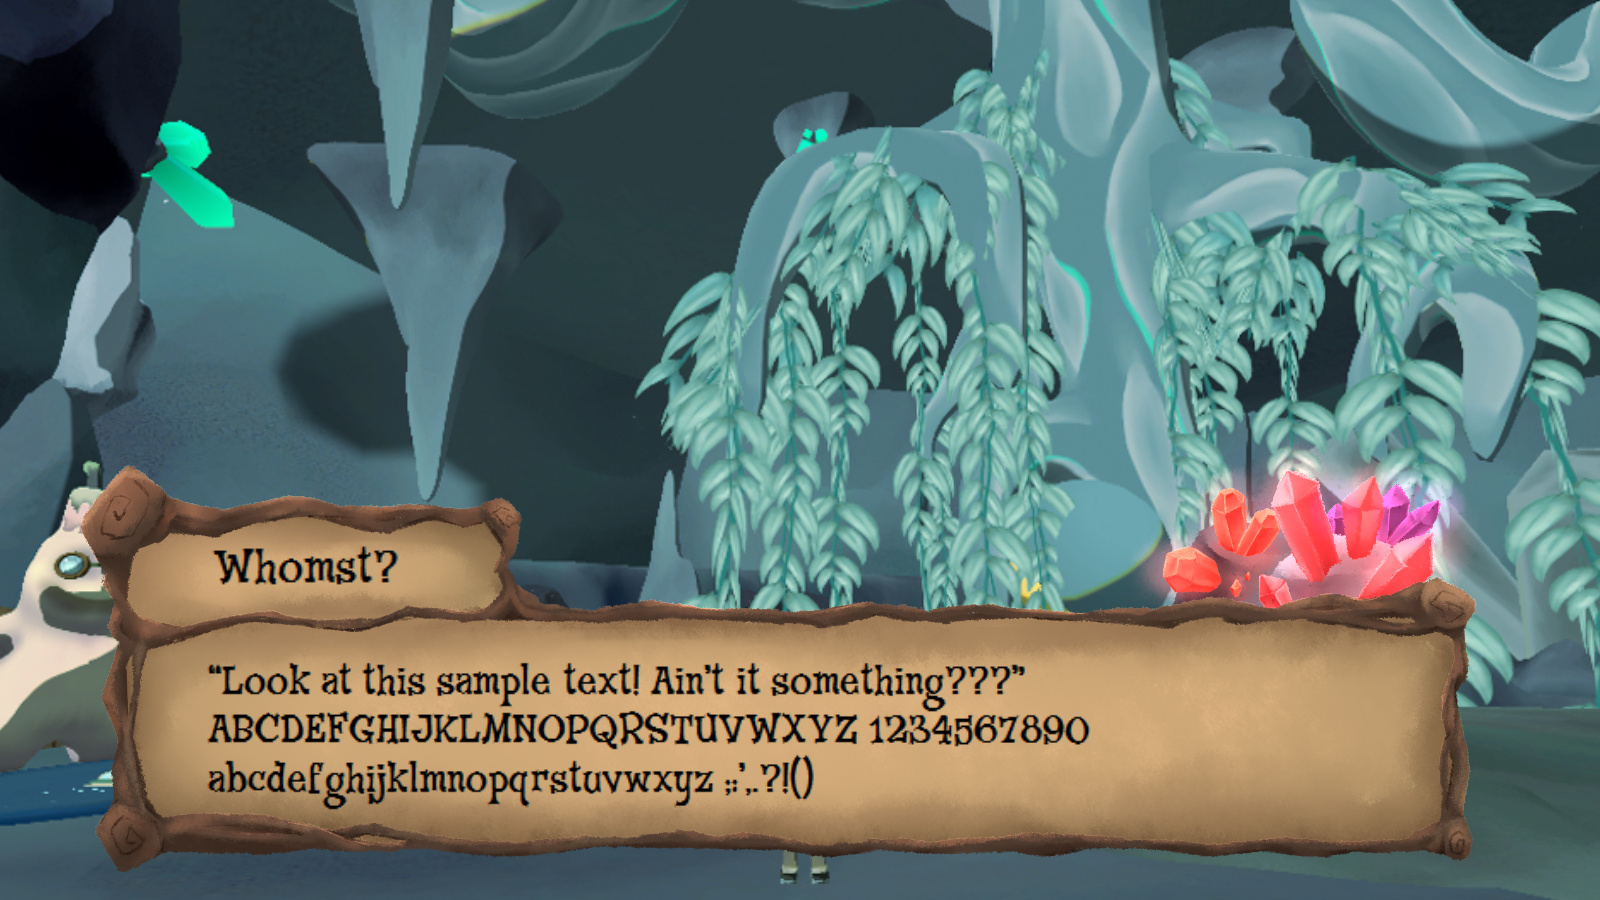 Whomst?
“Look at this sample text! Ain’t it something???”
ABCDEFGHIJKLMNOPQRSTUVWXYZ 1234567890
abcdefghijklmnopqrstuvwxyz ;:’,.?!()